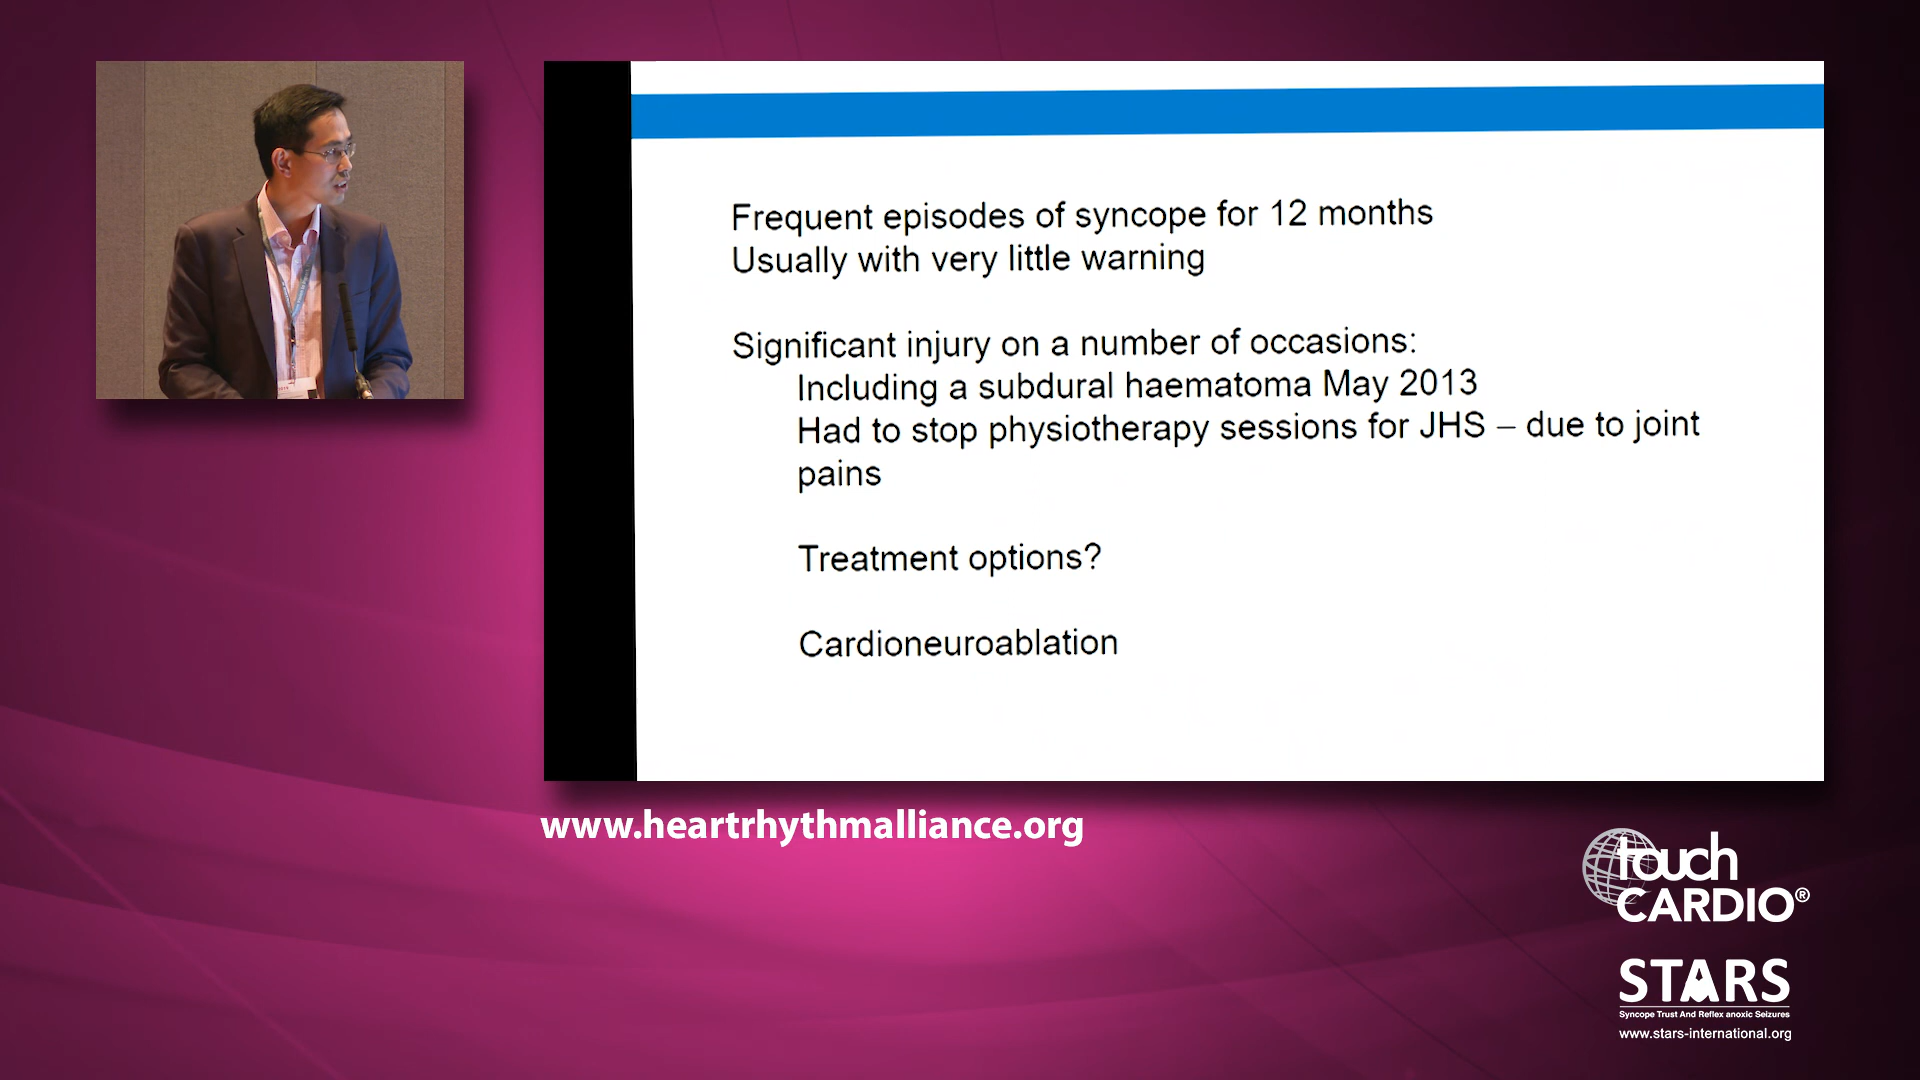 Frequent episodes of syncope for 12 months
Usually with very little warning
Significant injury on a number of occasions:
Including a subdural haematoma May 2013
Had to stop physiotherapy sessions for JHS – due to joint
pains
Treatment options?
Cardioneuroablation
www.heartrhythmalliance.org
touch
CARDIO®
STARS
Syncope Trust And Reflex anoxic Seizures
www.stars-international.org